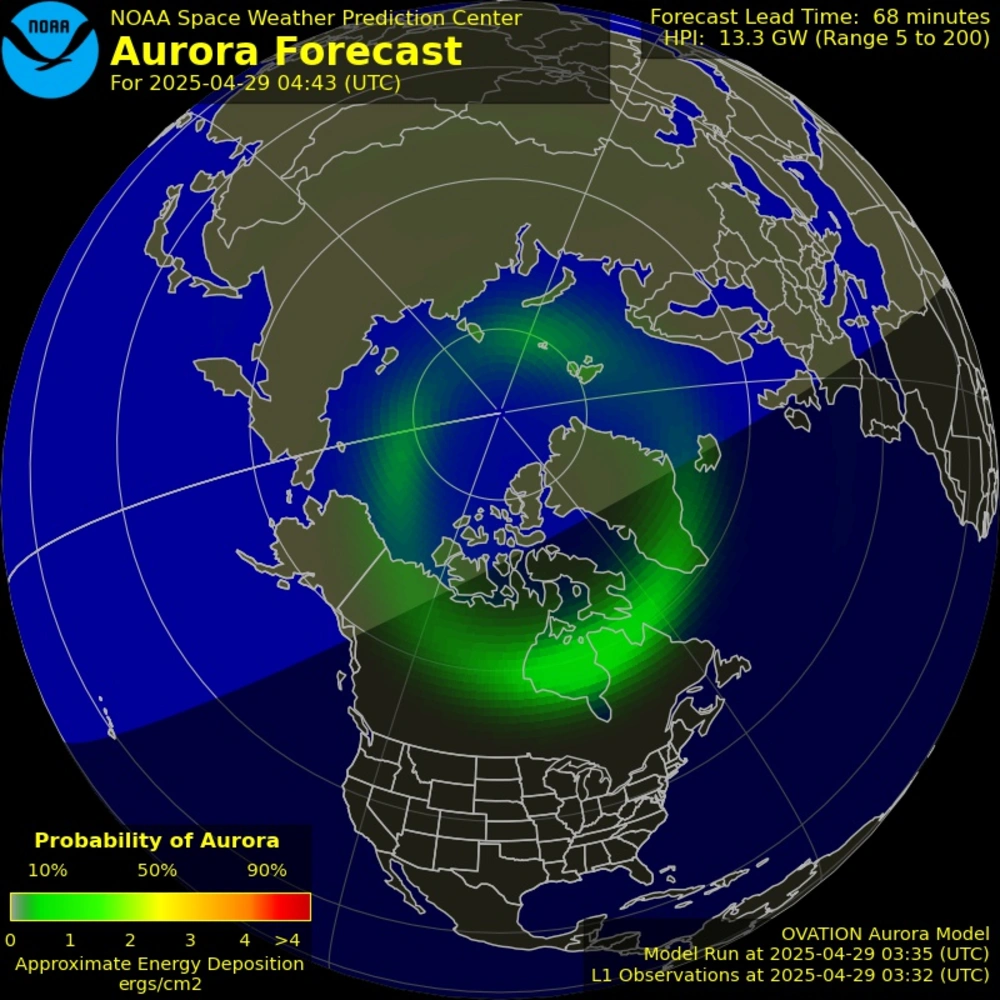 NOAA
NOAA Space Weather Prediction Center
Aurora Forecast
For 2025-04-29 04:43 (UTC)
Forecast Lead Time: 68 minutes
HPI: 13.3 GW (Range 5 to 200)
Probability of Aurora
10% 50% 90%
0 1 2 3 4 >4
Approximate Energy Deposition
ergs/cm2
OVATION Aurora Model
Model Run at 2025-04-29 03:35 (UTC)
L1 Observations at 2025-04-29 03:32 (UTC)